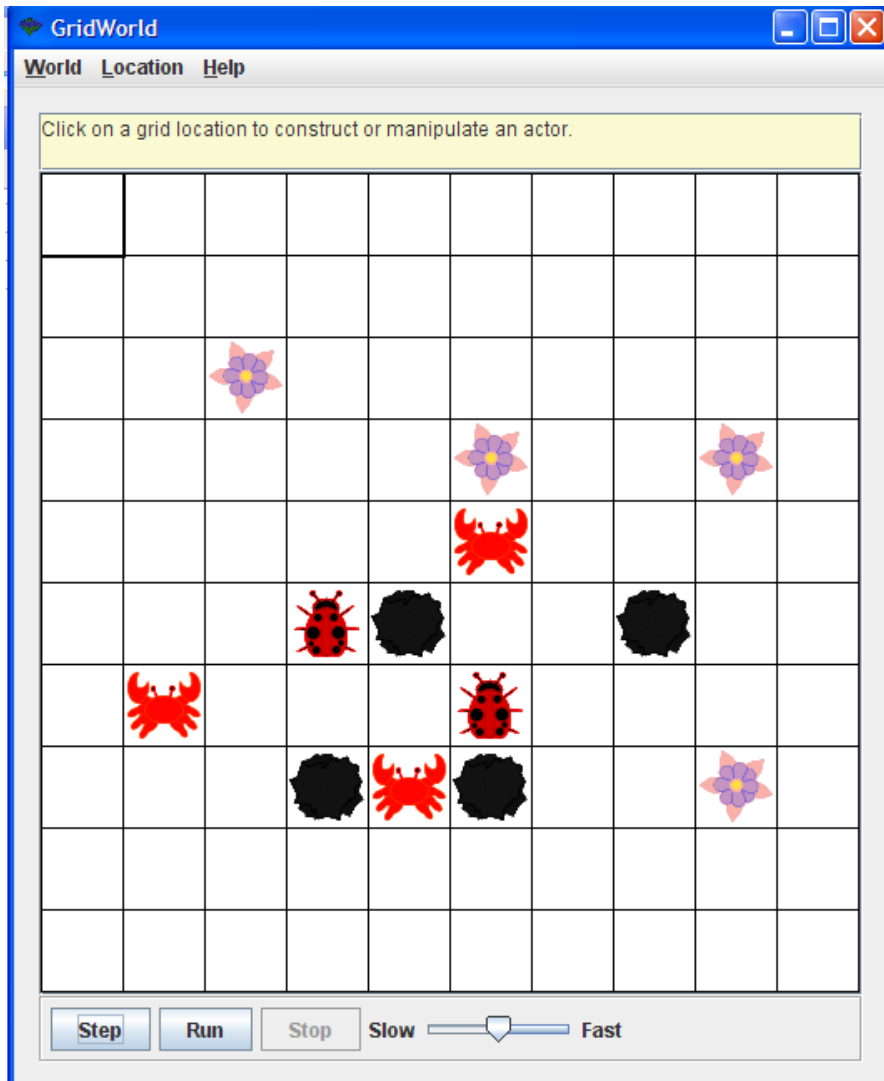 GridWorld
World Location Help
Click on a grid location to construct or manipulate an actor.
Step Run Stop Slow Fast